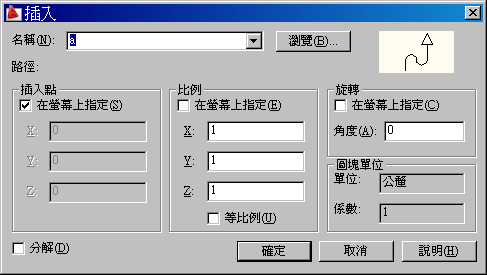 插入
名稱(N): a 瀏覽(B)...
路徑:
插入點
在螢幕上指定(S)
X: 0
Y: 0
Z: 0
比例
在螢幕上指定(E)
X: 1
Y: 1
Z: 1
等比例(U)
旋轉
在螢幕上指定(C)
角度(A): 0
圖塊單位
單位: 公釐
係數: 1
分解(D)
確定 取消 說明(H)